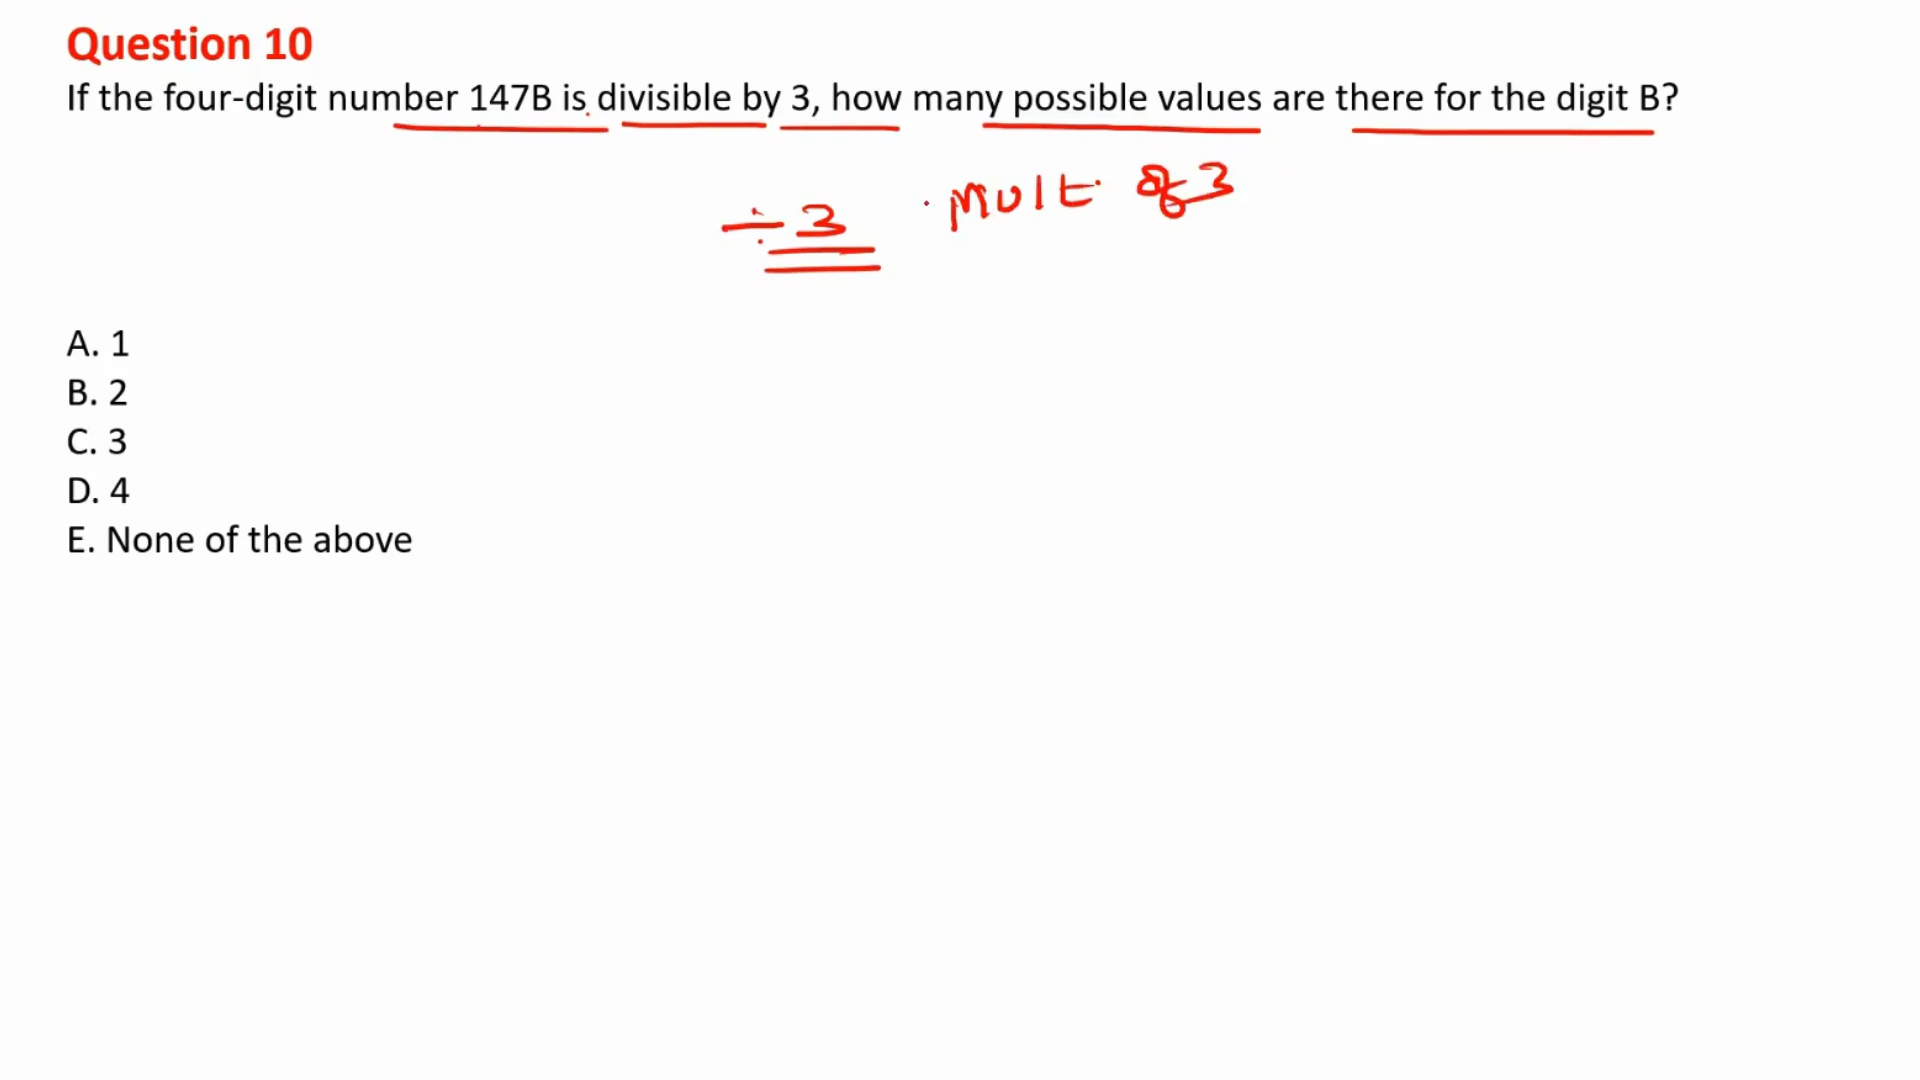 Question 10
If the four-digit number 147B is divisible by 3, how many possible values are there for the digit B?
÷3 mult of 3
A. 1
B. 2
C. 3
D. 4
E. None of the above